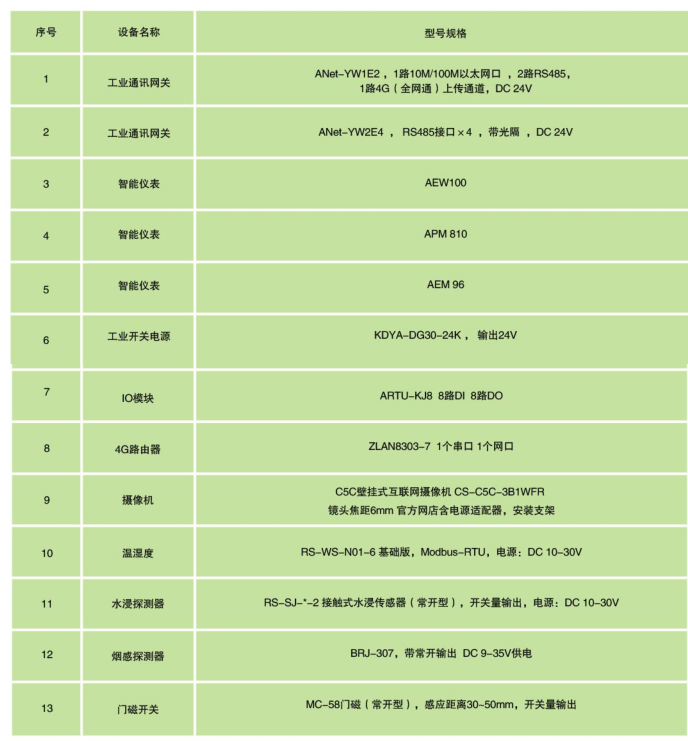 序号 设备名称 型号规格
1 工业通讯网关 ANet-YW1E2 ，1路10M/100M以太网口 ，2路RS485，
1路4G（全网通）上传通道，DC 24V
2 工业通讯网关 ANet-YW2E4 ， RS485接口×4 ，带光隔 ，DC 24V
3 智能仪表 AEW100
4 智能仪表 APM 810
5 智能仪表 AEM 96
6 工业开关电源 KDYA-DG30-24K ， 输出24V
7 IO模块 ARTU-KJ8 8路DI 8路DO
8 4G路由器 ZLAN8303-7 1个串口 1个网口
9 摄像机 C5C壁挂式互联网摄像机 CS-C5C-3B1WFR
镜头焦距6mm 官方网店含电源适配器，安装支架
10 温湿度 RS-WS-N01-6 基础版，Modbus-RTU，电源：DC 10-30V
11 水浸探测器 RS-SJ-*-2 接触式水浸传感器（常开型），开关量输出，电源：DC 10-30V
12 烟感探测器 BRJ-307，带常开输出 DC 9-35V供电
13 门磁开关 MC-58门磁（常开型），感应距离30-50mm，开关量输出